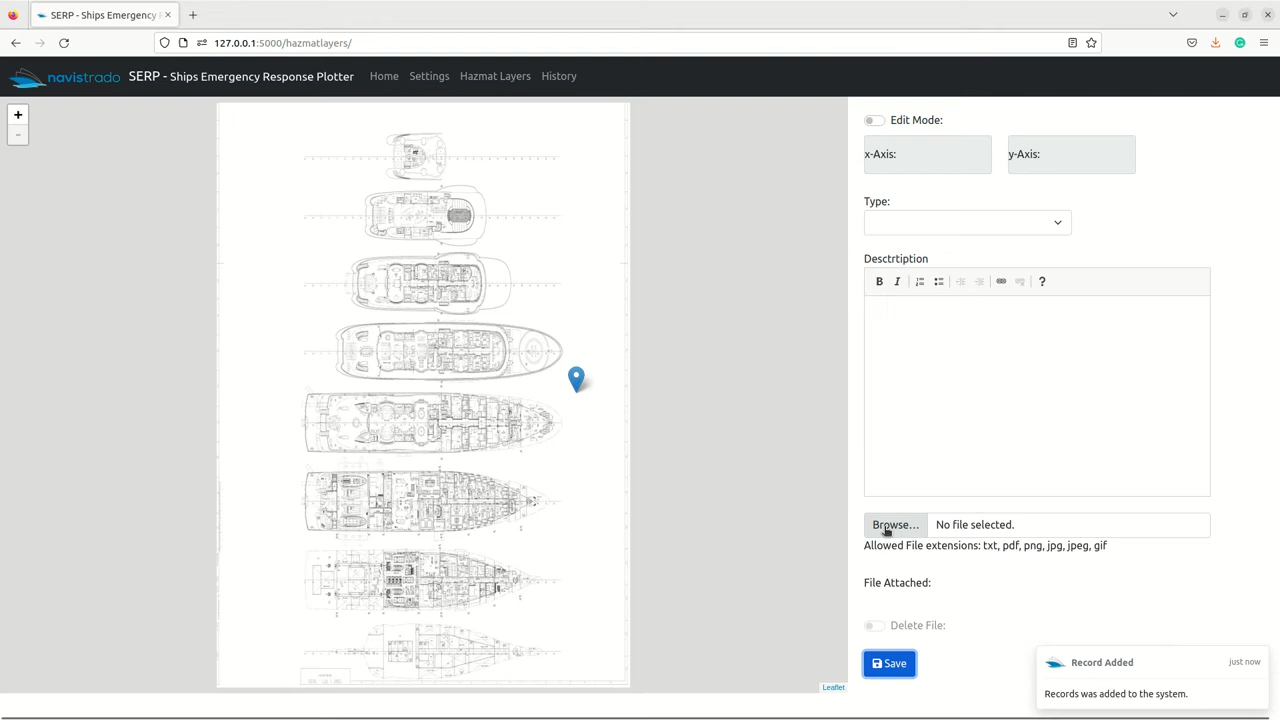 SERP - Ships Emergency R
127.0.0.1:5000/hazmatlayers/
navistrado SERP - Ships Emergency Response Plotter Home Settings Hazmat Layers History
+
-
Edit Mode:
x-Axis: y-Axis:
Type:
Desctrtiption
B I ?
Browse... No file selected.
Allowed File extensions: txt, pdf, png, jpg, jpeg, gif
File Attached:
Delete File:
Save
Record Added just now
Records was added to the system.
Leaflet